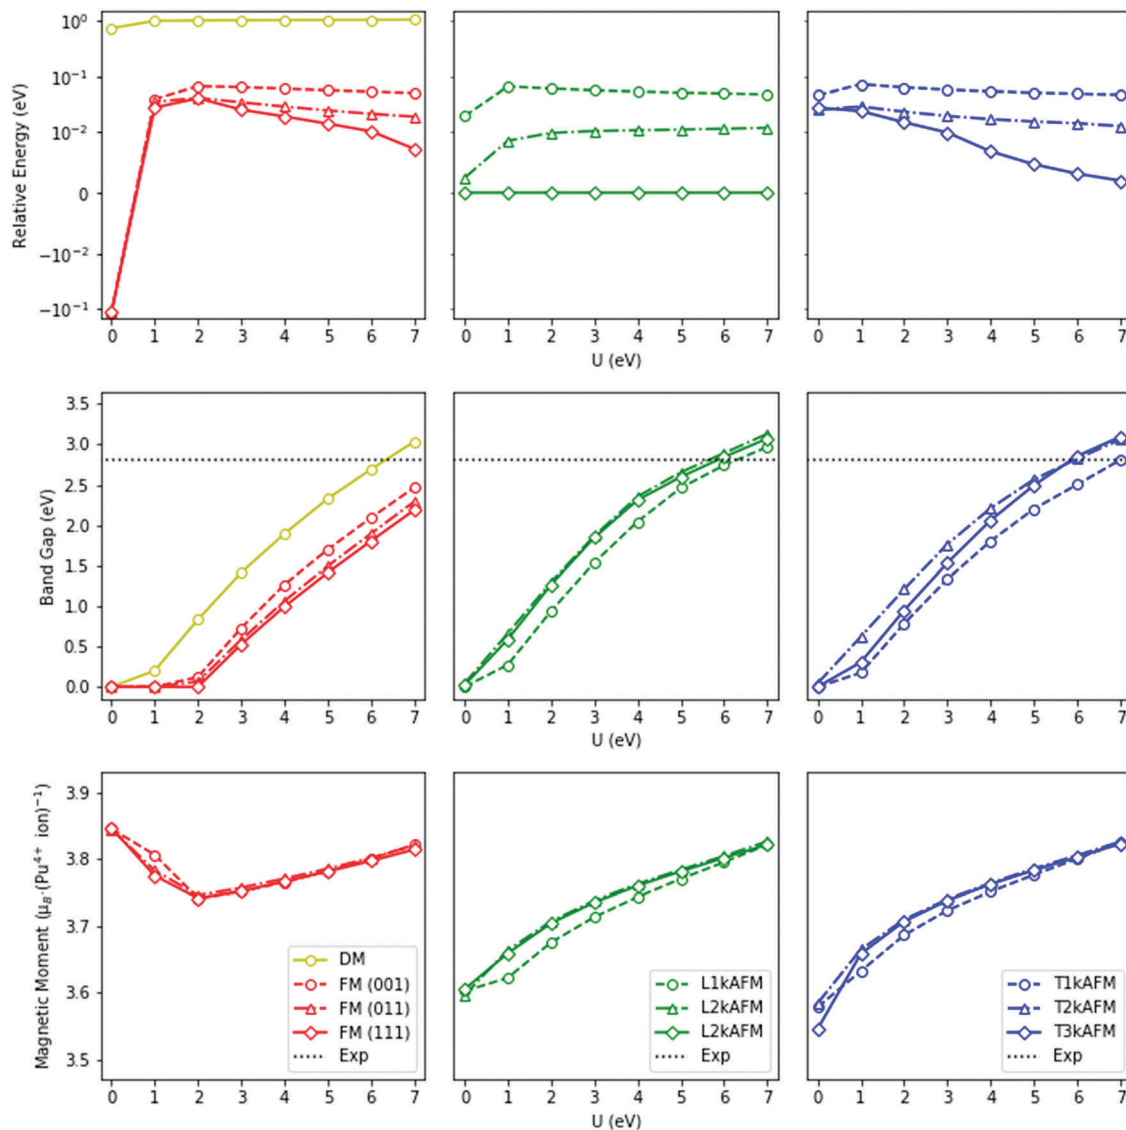 Relative Energy (eV)
10⁰
10⁻¹
10⁻²
0
−10⁻²
−10⁻¹
0 1 2 3 4 5 6 7
0 1 2 3 4 5 6 7
0 1 2 3 4 5 6 7
U (eV)
Band Gap (eV)
3.5
3.0
2.5
2.0
1.5
1.0
0.5
0.0
0 1 2 3 4 5 6 7
0 1 2 3 4 5 6 7
0 1 2 3 4 5 6 7
U (eV)
Magnetic Moment (μ_B·(Pu⁴⁺ ion)⁻¹)
3.9
3.8
3.7
3.6
3.5
DM
FM (001)
FM (011)
FM (111)
Exp
L1kAFM
L2kAFM
L2kAFM
Exp
T1kAFM
T2kAFM
T3kAFM
Exp
0 1 2 3 4 5 6 7
0 1 2 3 4 5 6 7
0 1 2 3 4 5 6 7
U (eV)